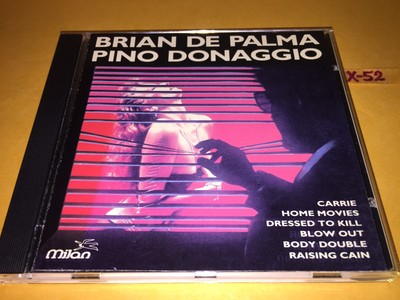 BRIAN DE PALMA
PINO DONAGGIO
X-52
CARRIE
HOME MOVIES
DRESSED TO KILL
BLOW OUT
BODY DOUBLE
RAISING CAIN
milan